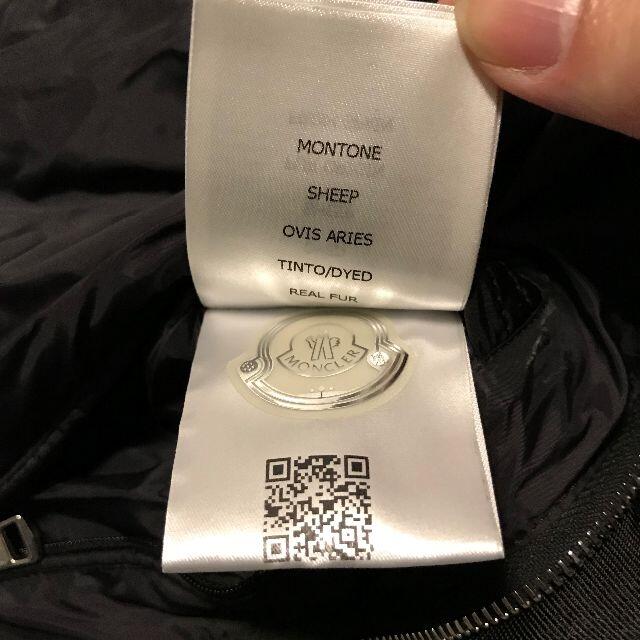 MONTONE
SHEEP
OVIS ARIES
TINTO/DYED
REAL FUR
MONCLER